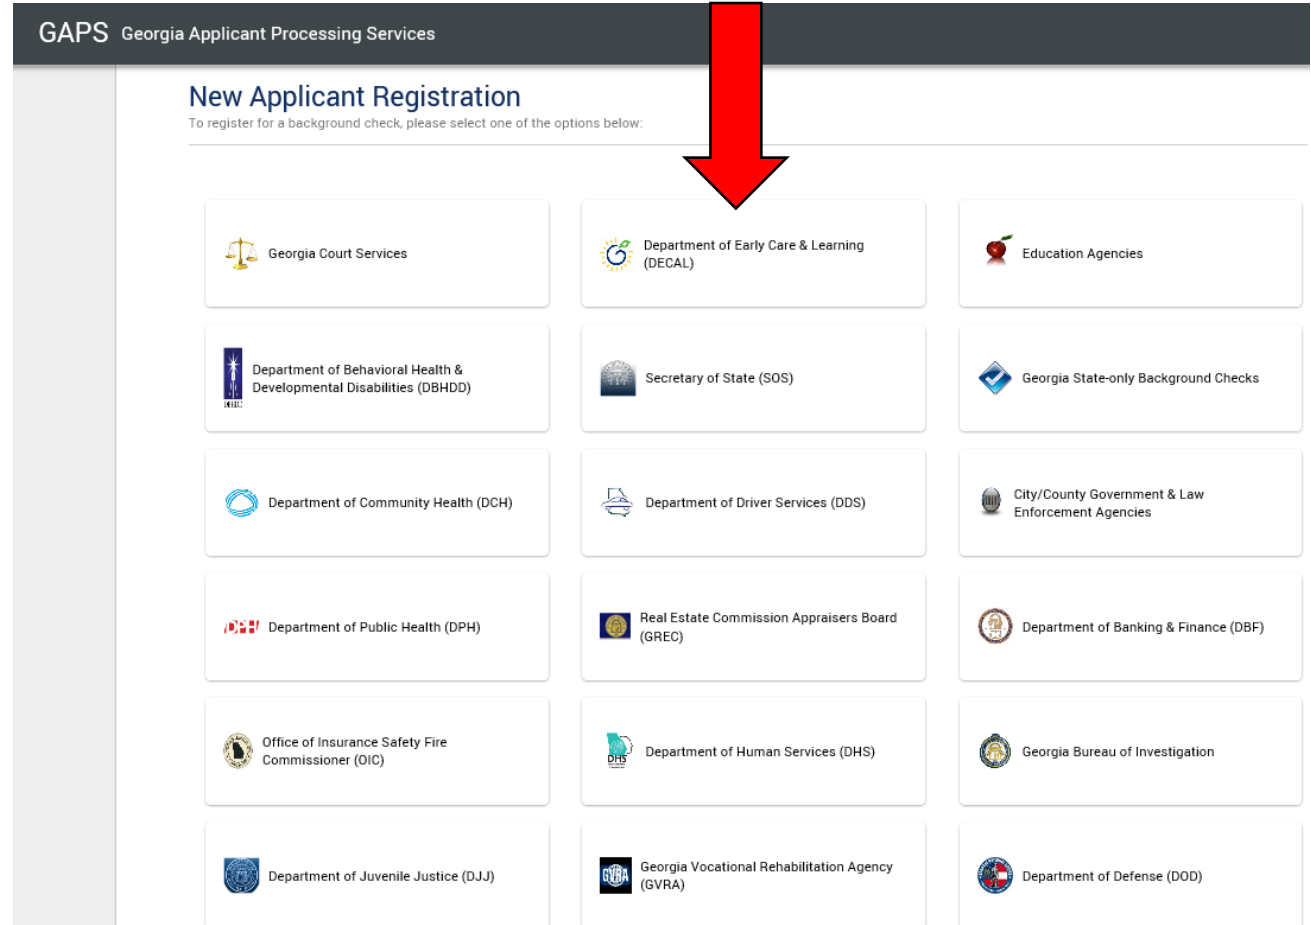 GAPS Georgia Applicant Processing Services
New Applicant Registration
To register for a background check, please select one of the options below:
Georgia Court Services
Department of Early Care & Learning
(DECAL)
Education Agencies
Department of Behavioral Health &
Developmental Disabilities (DBHDD)
Secretary of State (SOS)
Georgia State-only Background Checks
Department of Community Health (DCH)
Department of Driver Services (DDS)
City/County Government & Law
Enforcement Agencies
DPH
Department of Public Health (DPH)
Real Estate Commission Appraisers Board
(GREC)
Department of Banking & Finance (DBF)
Office of Insurance Safety Fire
Commissioner (OIC)
DHS
Department of Human Services (DHS)
Georgia Bureau of Investigation
Department of Juvenile Justice (DJJ)
GVRA
Georgia Vocational Rehabilitation Agency
(GVRA)
Department of Defense (DOD)